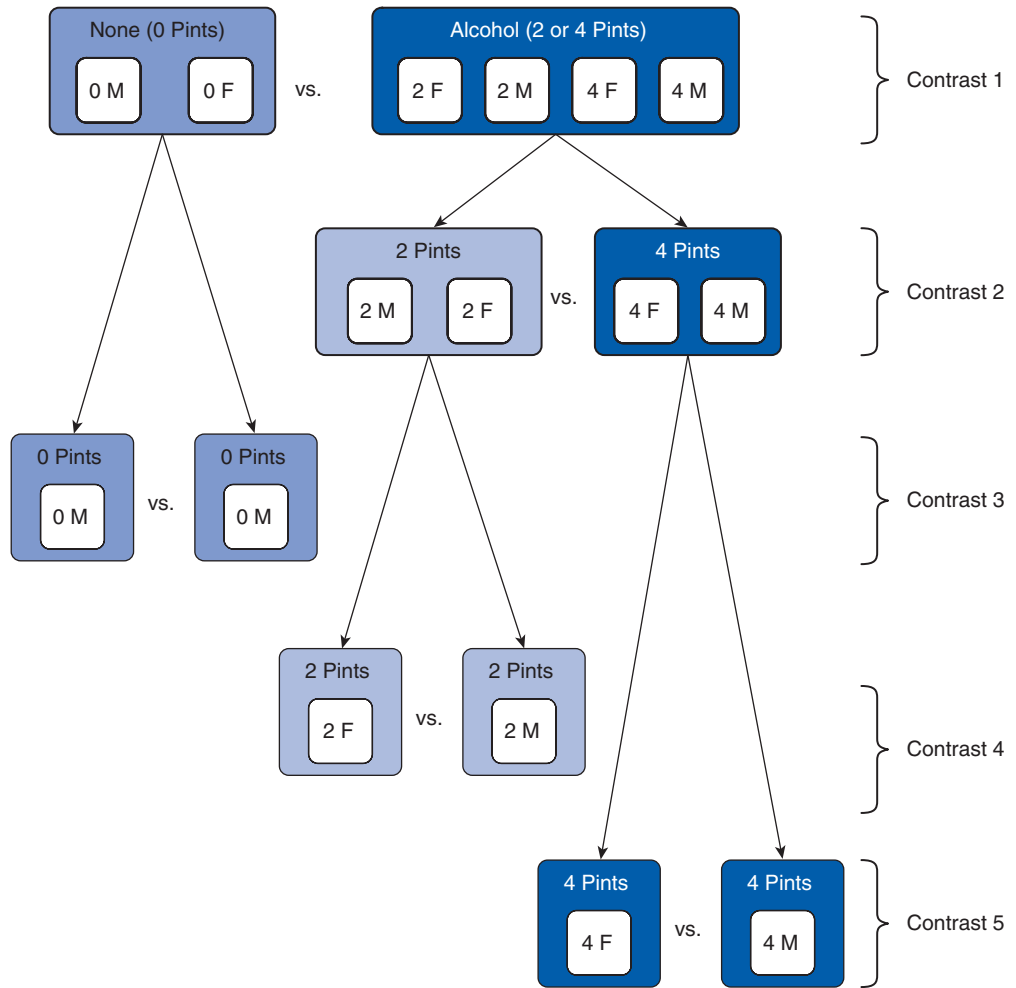 None (0 Pints)
Alcohol (2 or 4 Pints)
0 M
0 F
vs.
2 F
2 M
4 F
4 M
Contrast 1
2 Pints
4 Pints
2 M
2 F
vs.
4 F
4 M
Contrast 2
0 Pints
0 Pints
0 M
vs.
0 M
Contrast 3
2 Pints
2 Pints
2 F
vs.
2 M
Contrast 4
4 Pints
4 Pints
4 F
vs.
4 M
Contrast 5